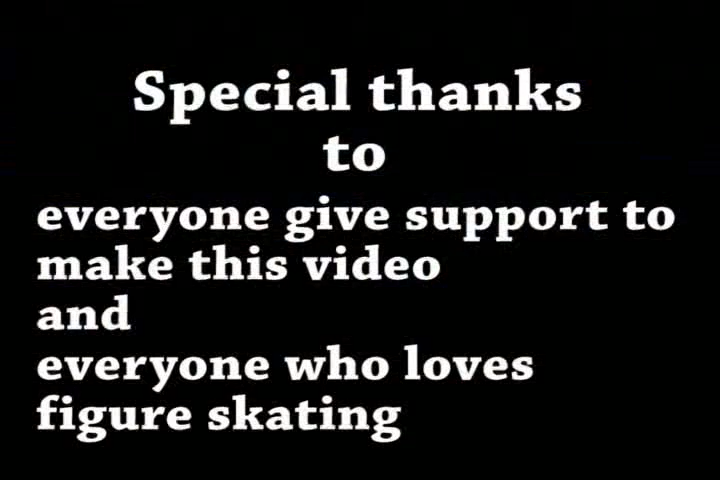 Special thanks
to
everyone give support to
make this video
and
everyone who loves
figure skating